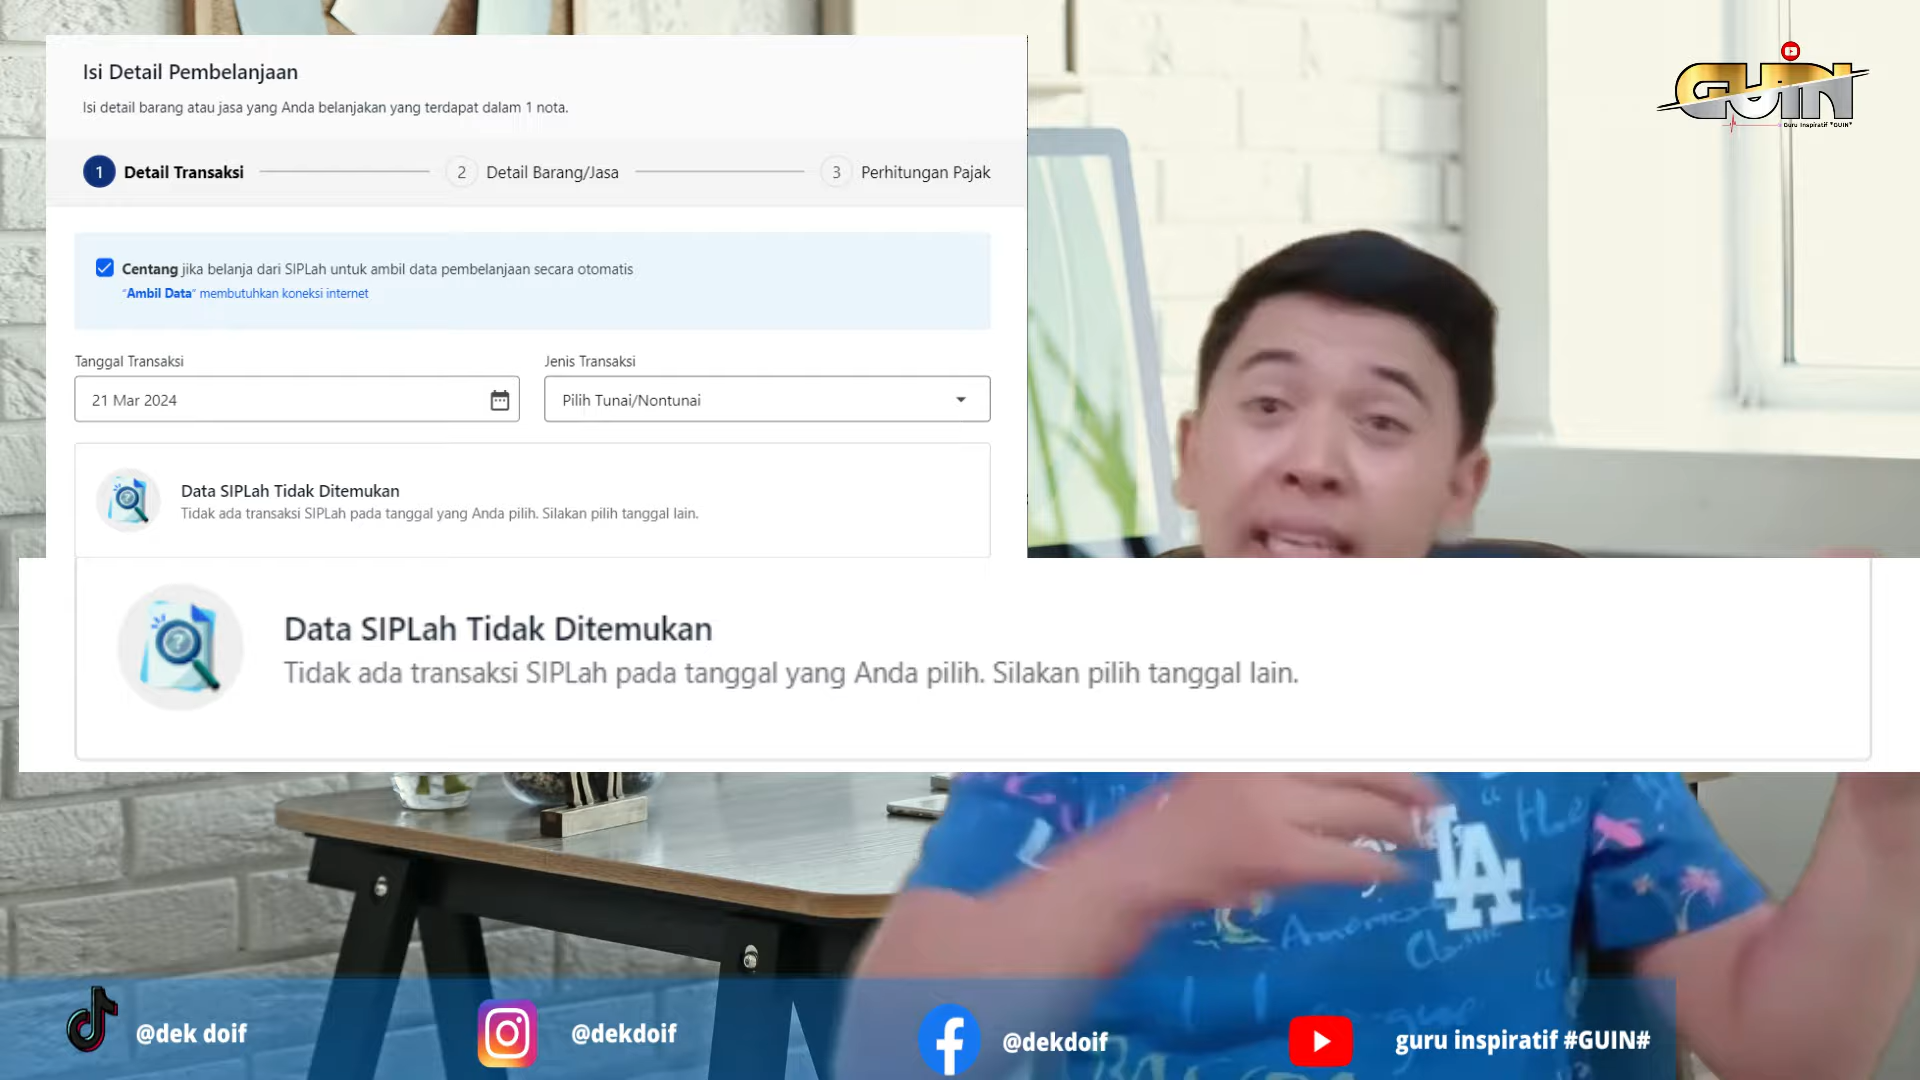 Isi Detail Pembelanjaan
Isi detail barang atau jasa yang Anda belanjakan yang terdapat dalam 1 nota.
1 Detail Transaksi
2 Detail Barang/Jasa
3 Perhitungan Pajak
Centang jika belanja dari SIPLah untuk ambil data pembelanjaan secara otomatis
"Ambil Data" membutuhkan koneksi internet
Tanggal Transaksi
Jenis Transaksi
21 Mar 2024
Pilih Tunai/Nontunai
Data SIPLah Tidak Ditemukan
Tidak ada transaksi SIPLah pada tanggal yang Anda pilih. Silakan pilih tanggal lain.
GUIN
Guru Inspiratif "GUIN"
Data SIPLah Tidak Ditemukan
Tidak ada transaksi SIPLah pada tanggal yang Anda pilih. Silakan pilih tanggal lain.
LA
@dek doif
@dekdoif
@dekdoif
guru inspiratif #GUIN#